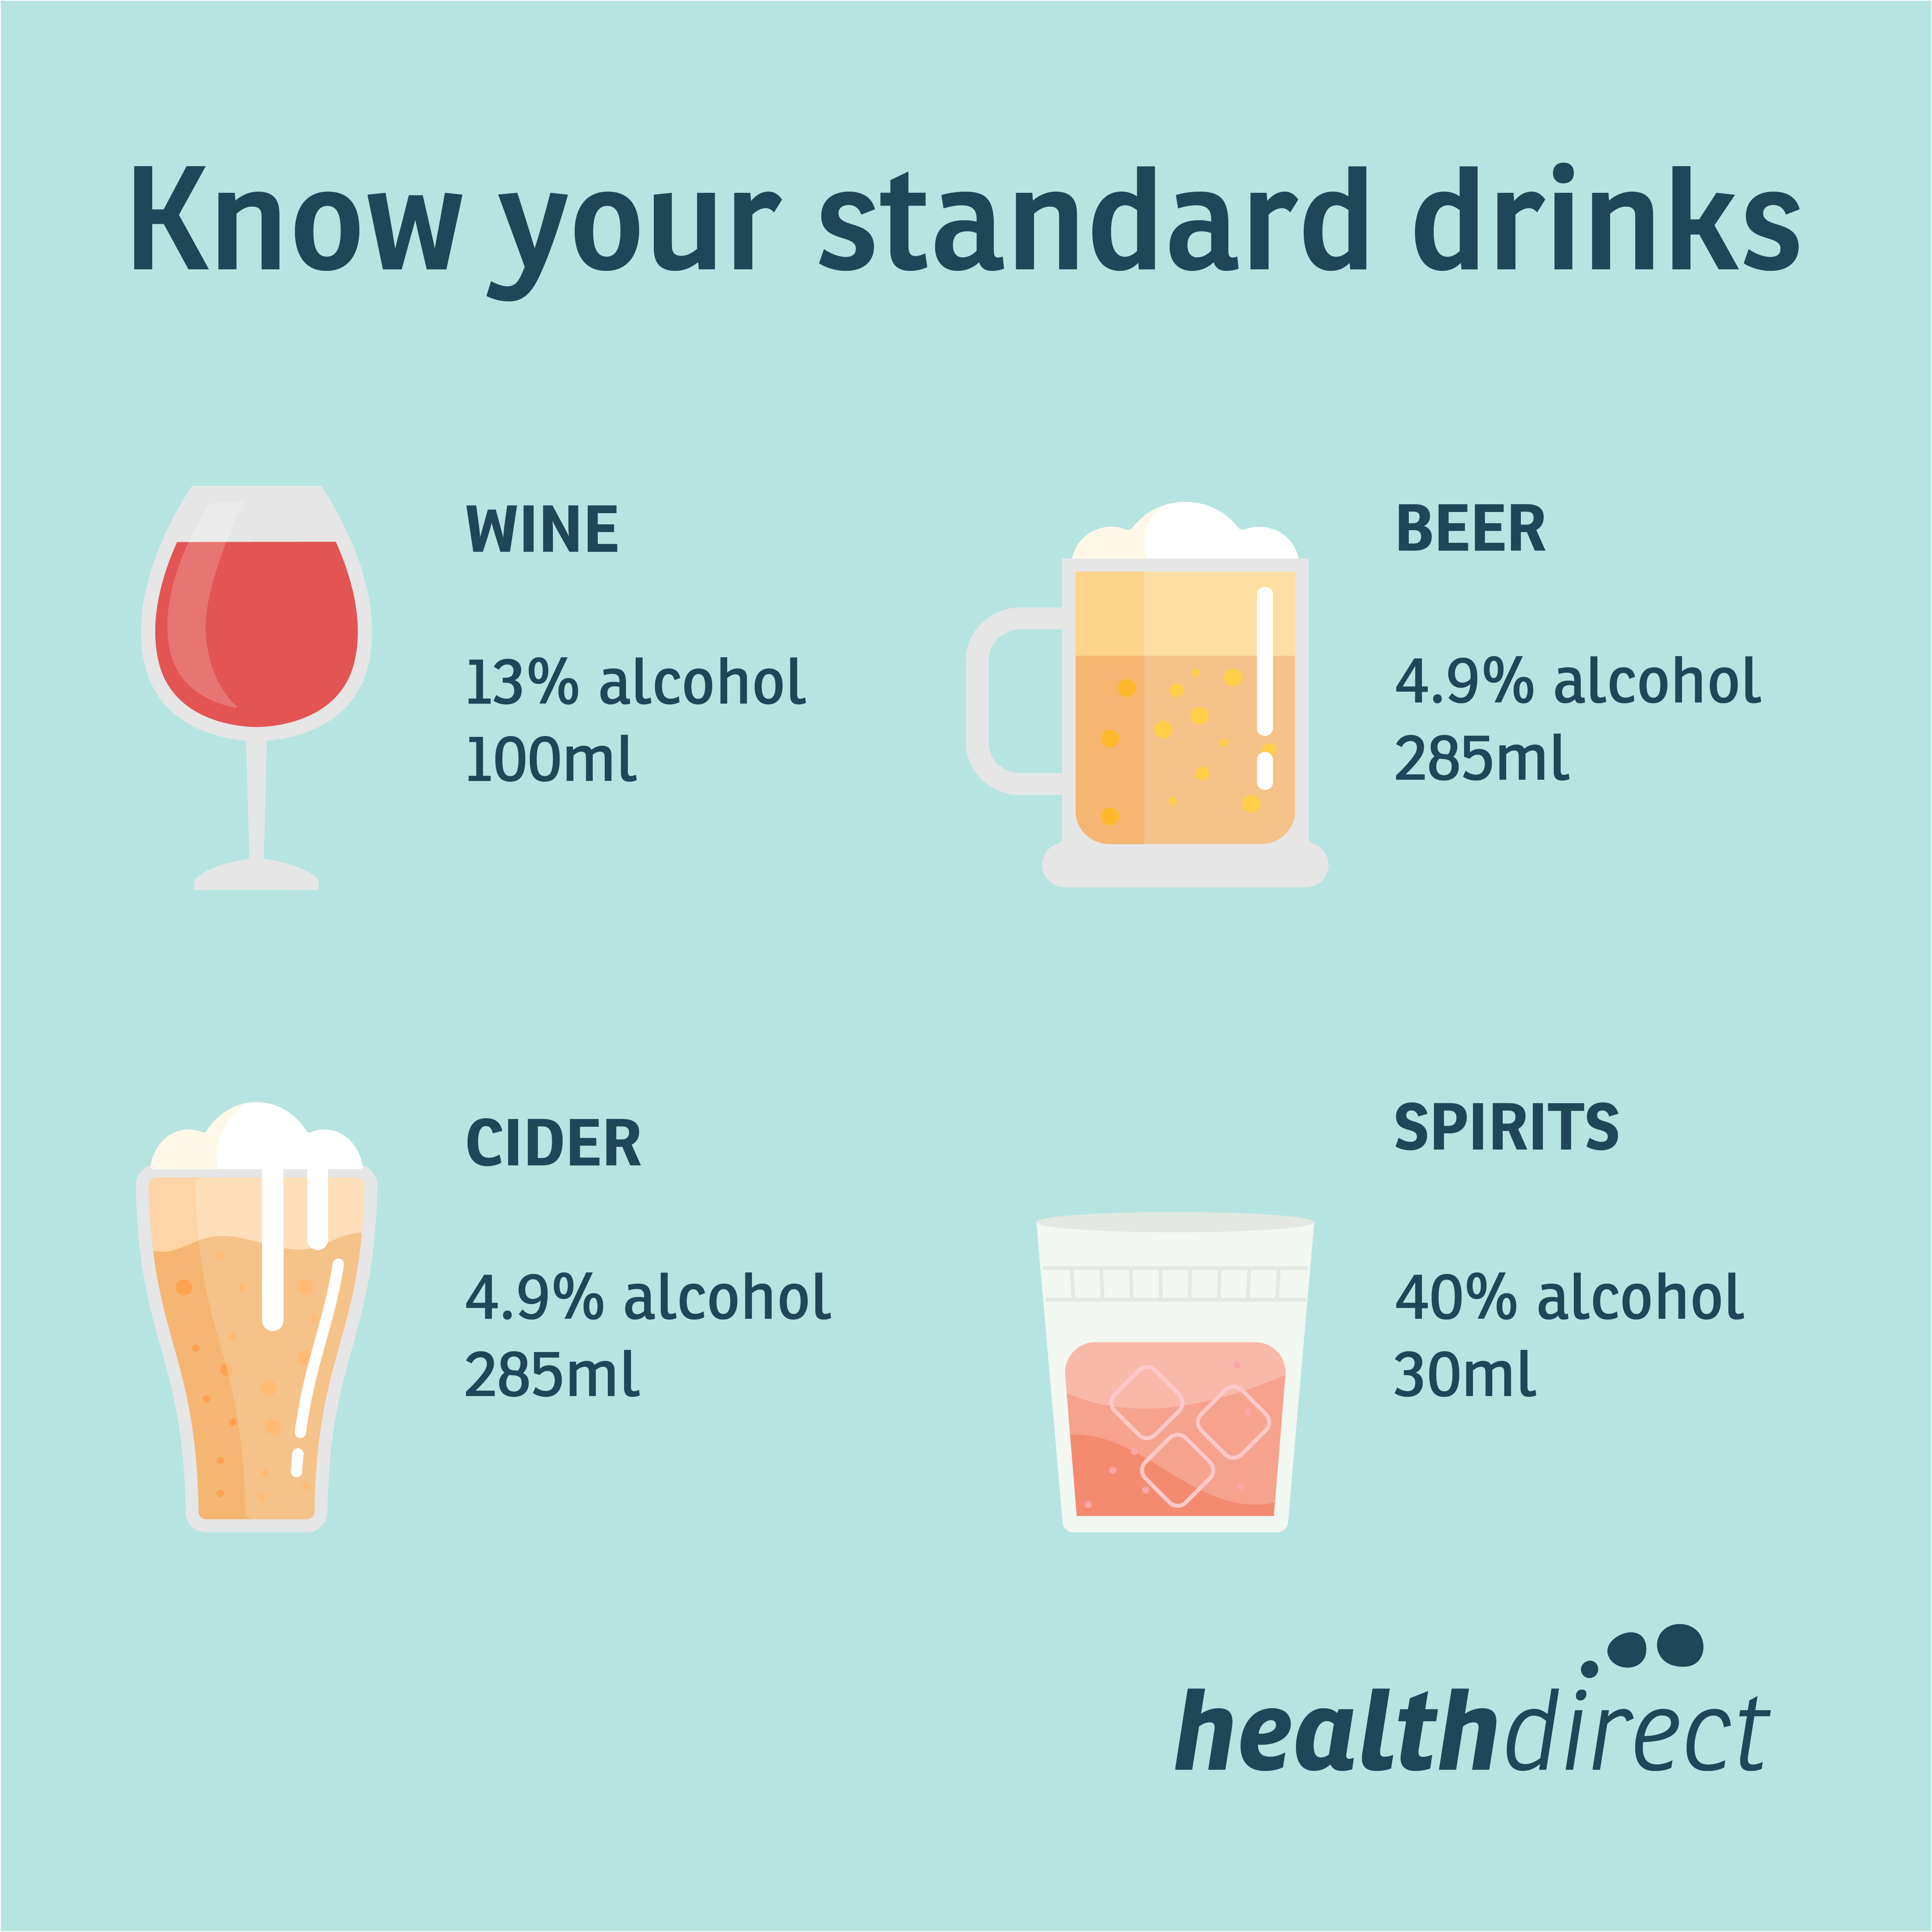 Know your standard drinks
WINE
13% alcohol
100ml
BEER
4.9% alcohol
285ml
CIDER
4.9% alcohol
285ml
SPIRITS
40% alcohol
30ml
healthdirect